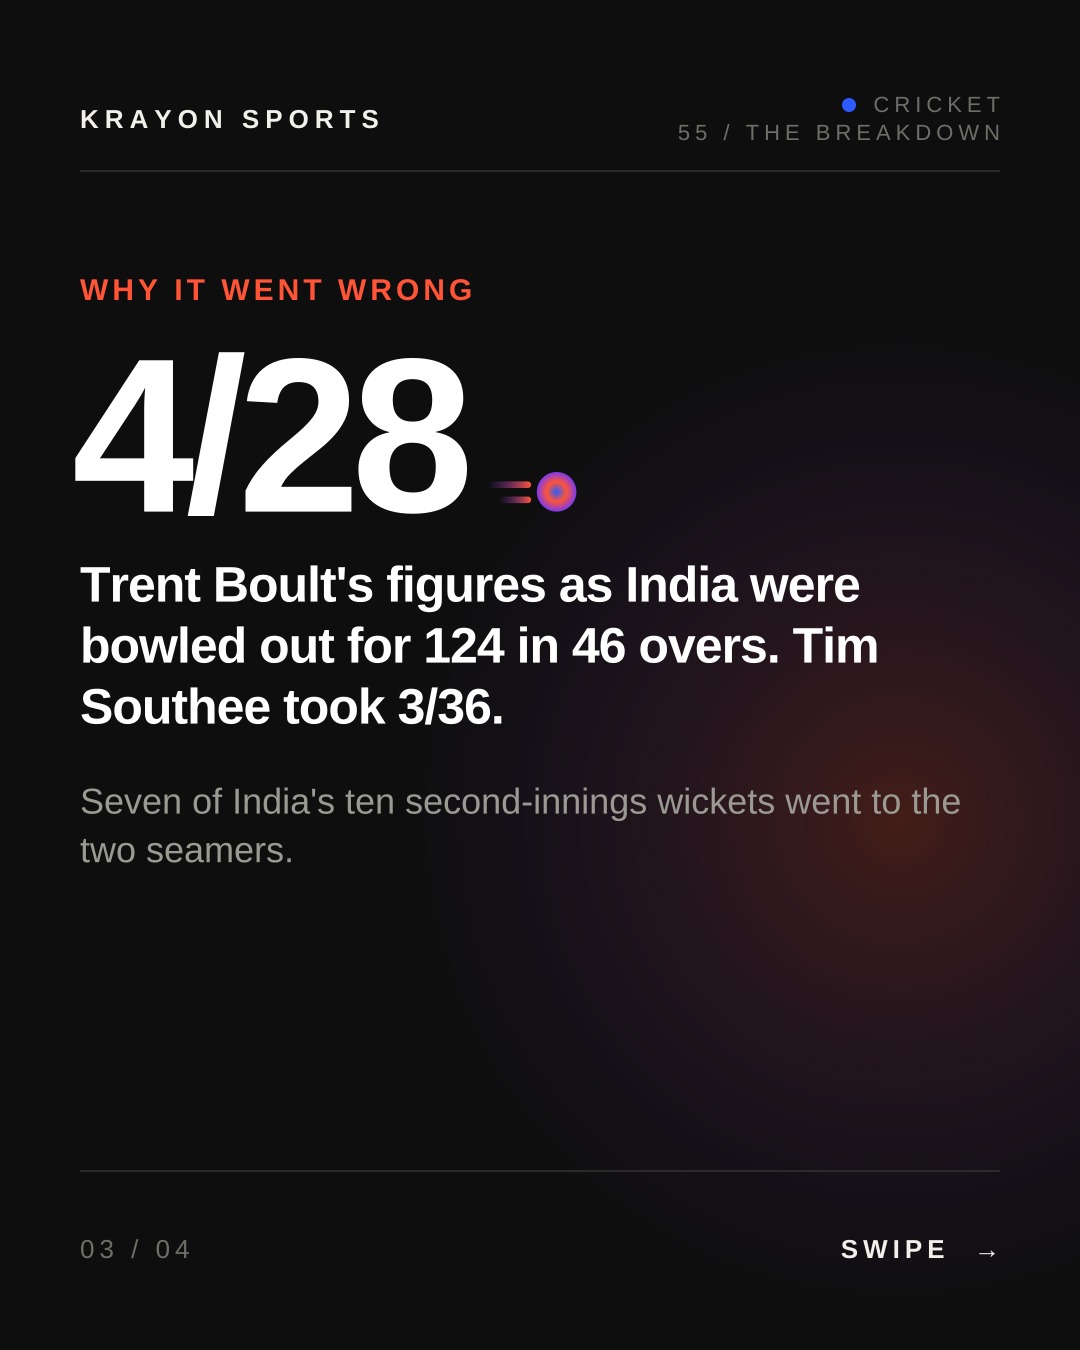 KRAYON SPORTS
CRICKET
55 / THE BREAKDOWN
WHY IT WENT WRONG
4/28
Trent Boult's figures as India were
bowled out for 124 in 46 overs. Tim
Southee took 3/36.
Seven of India's ten second-innings wickets went to the
two seamers.
03 / 04
SWIPE →